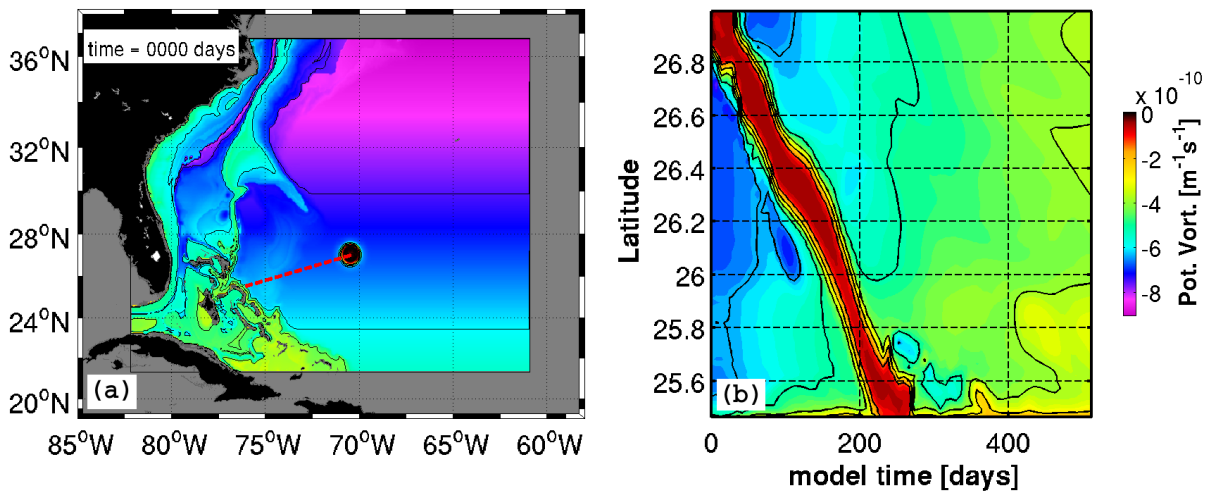 time = 0000 days
36°N
32°N
28°N
24°N
20°N
(a)
85°W 80°W 75°W 70°W 65°W 60°W
Latitude
26.8
26.6
26.4
26.2
26
25.8
25.6
(b)
0 200 400
model time [days]
x 10⁻¹⁰
0
-2
-4
-6
-8
Pot. Vort. [m⁻¹s⁻¹]